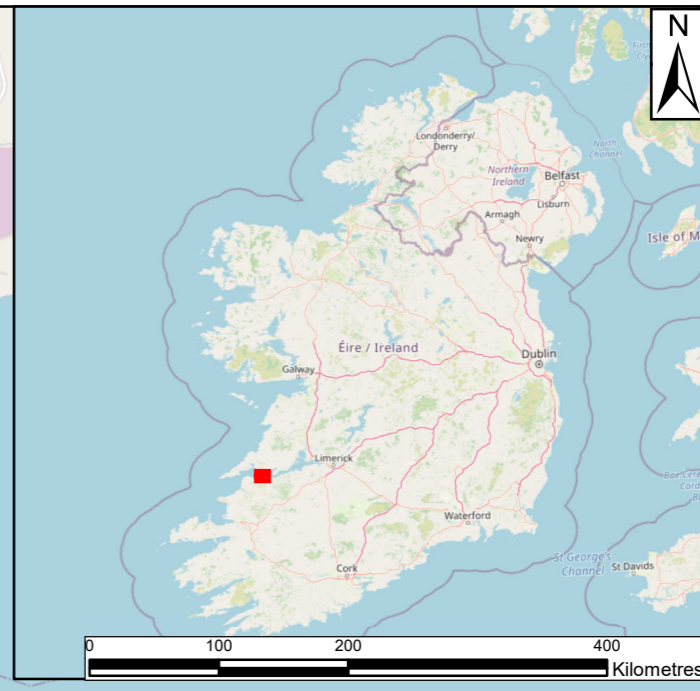 N
Londonderry/
Derry
North
Channel
Northern
Ireland
Belfast
Lisburn
Armagh
Newry
Isle of M
Éire / Ireland
Dublin
Galway
Limerick
Waterford
St George's
Channel
St Davids
Cork
0 100 200 400
Kilometres